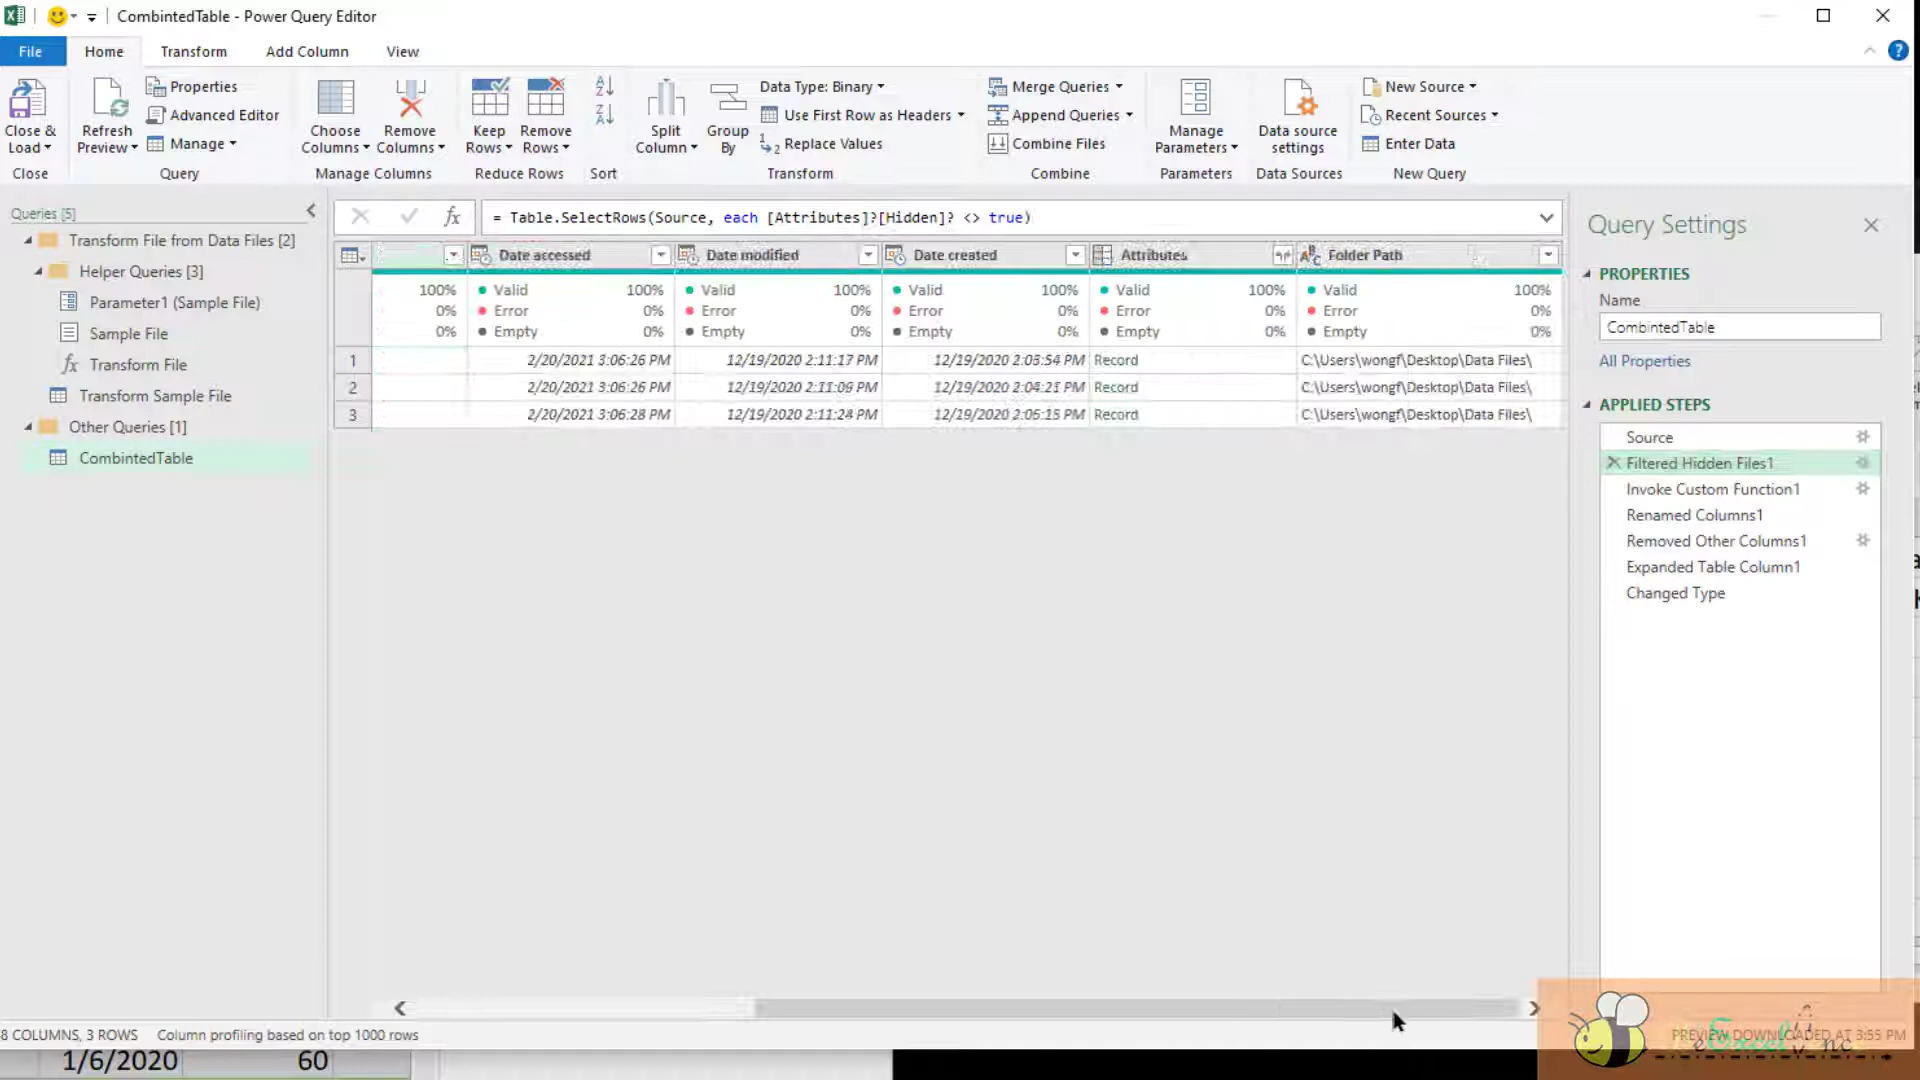 CombintedTable - Power Query Editor
File Home Transform Add Column View
Close & Load
Close
Refresh Preview
Properties
Advanced Editor
Manage
Query
Choose Columns
Remove Columns
Manage Columns
Keep Rows
Remove Rows
Reduce Rows
Sort
Split Column
Group By
Data Type: Binary
Use First Row as Headers
Replace Values
Transform
Merge Queries
Append Queries
Combine Files
Combine
Manage Parameters
Parameters
Data source settings
Data Sources
New Source
Recent Sources
Enter Data
New Query
Queries [5]
Transform File from Data Files [2]
Helper Queries [3]
Parameter1 (Sample File)
Sample File
Transform File
Transform Sample File
Other Queries [1]
CombintedTable
= Table.SelectRows(Source, each [Attributes]?[Hidden]? <> true)
Date accessed Date modified Date created Attributes Folder Path
100% Valid 100% Valid 100% Valid 100% Valid 100% Valid 100%
0% Error 0% Error 0% Error 0% Error 0% Error 0%
0% Empty 0% Empty 0% Empty 0% Empty 0% Empty 0%
1 2/20/2021 3:06:26 PM 12/19/2020 2:11:17 PM 12/19/2020 2:03:54 PM Record C:\Users\wongf\Desktop\Data Files\
2 2/20/2021 3:06:26 PM 12/19/2020 2:11:09 PM 12/19/2020 2:04:21 PM Record C:\Users\wongf\Desktop\Data Files\
3 2/20/2021 3:06:28 PM 12/19/2020 2:11:24 PM 12/19/2020 2:05:15 PM Record C:\Users\wongf\Desktop\Data Files\
Query Settings
PROPERTIES
Name
CombintedTable
All Properties
APPLIED STEPS
Source
Filtered Hidden Files1
Invoke Custom Function1
Renamed Columns1
Removed Other Columns1
Expanded Table Column1
Changed Type
8 COLUMNS, 3 ROWS Column profiling based on top 1000 rows
PREVIEW DOWNLOADED AT 3:55 PM
1/6/2020 60